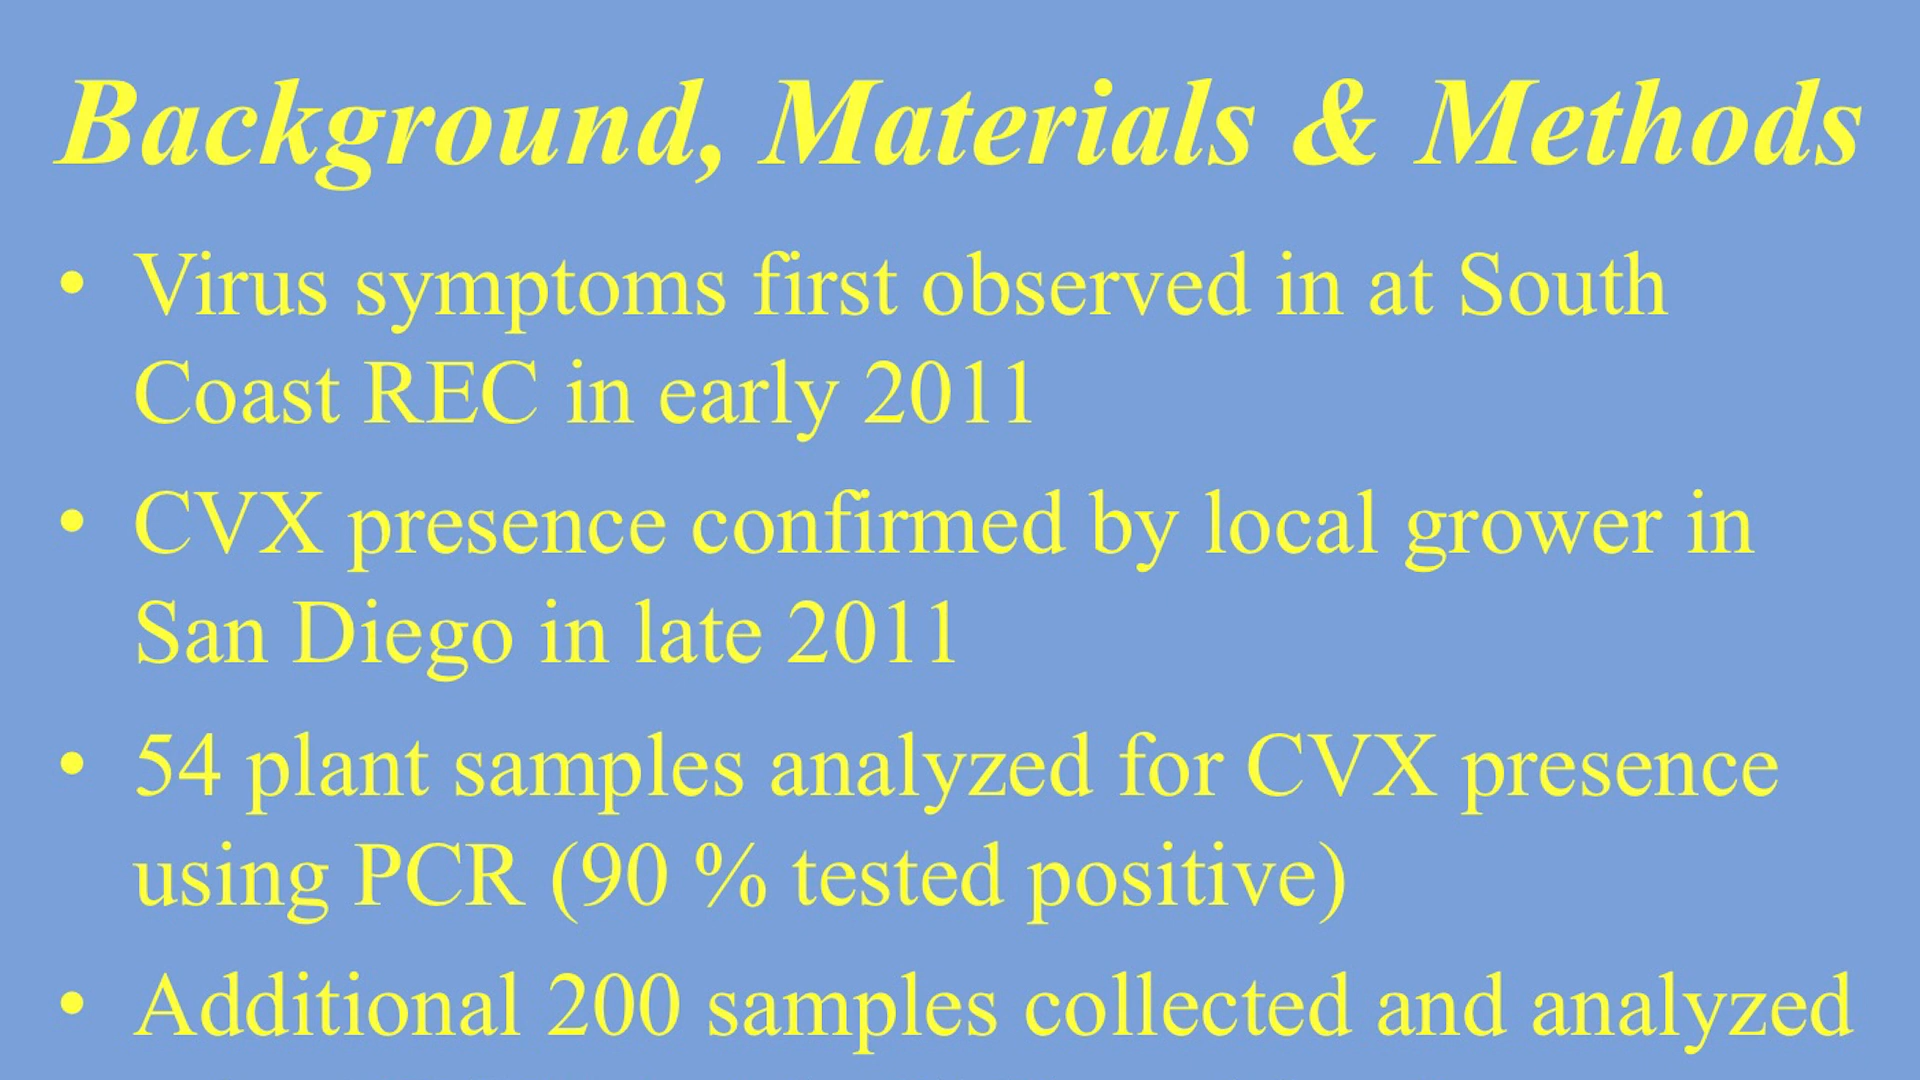 Background, Materials & Methods
• Virus symptoms first observed in at South
Coast REC in early 2011
• CVX presence confirmed by local grower in
San Diego in late 2011
• 54 plant samples analyzed for CVX presence
using PCR (90 % tested positive)
• Additional 200 samples collected and analyzed